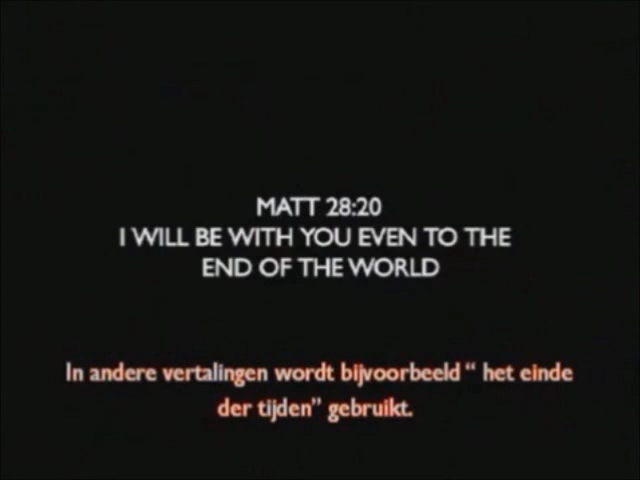 MATT 28:20
I WILL BE WITH YOU EVEN TO THE
END OF THE WORLD
In andere vertalingen wordt bijvoorbeeld “ het einde
der tijden” gebruikt.